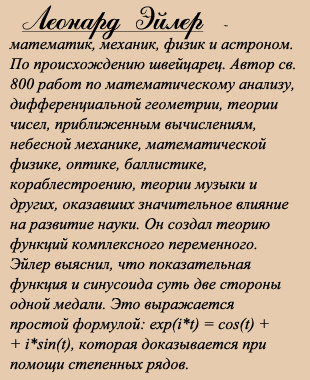 Леонард Эйлер -
математик, механик, физик и астроном.
По происхождению швейцарец. Автор св.
800 работ по математическому анализу,
дифференциальной геометрии, теории
чисел, приближенным вычислениям,
небесной механике, математической
физике, оптике, баллистике,
кораблестроению, теории музыки и
других, оказавших значительное влияние
на развитие науки. Он создал теорию
функций комплексного переменного.
Эйлер выяснил, что показательная
функция и синусоида суть две стороны
одной медали. Это выражается
простой формулой: exp(i*t) = cos(t) +
+ i*sin(t), которая доказывается при
помощи степенных рядов.